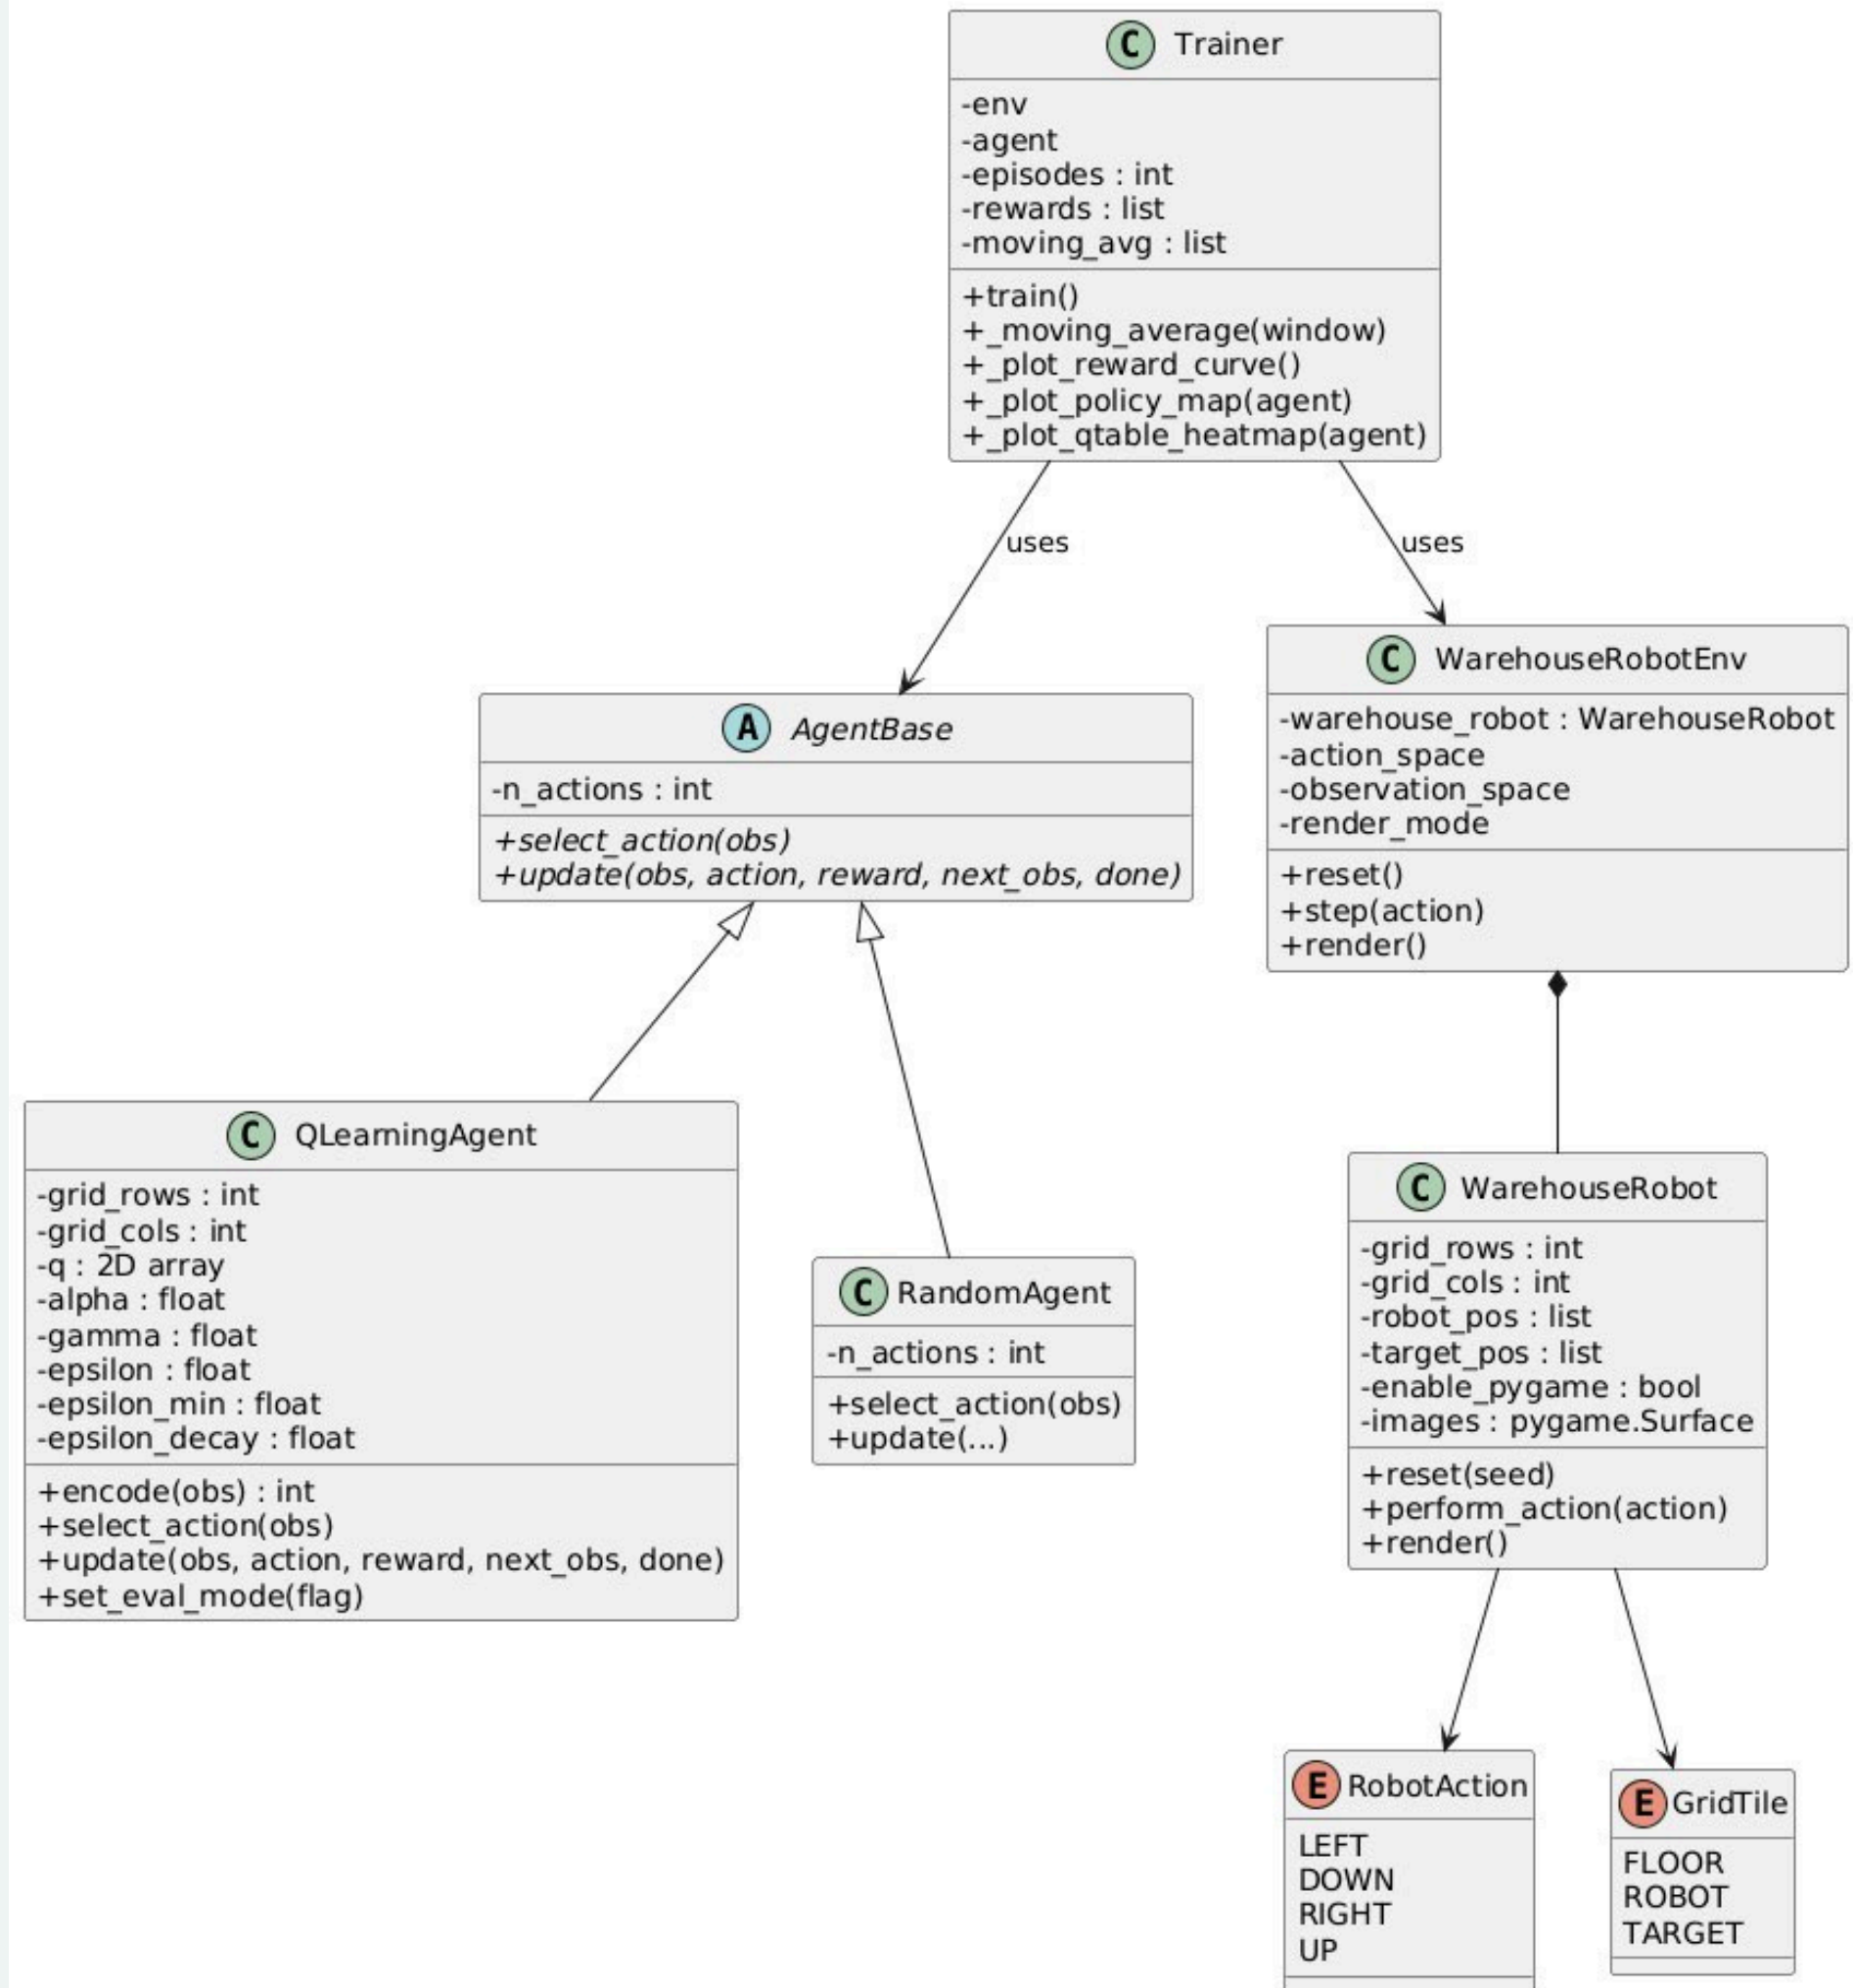 C Trainer
-env
-agent
-episodes : int
-rewards : list
-moving_avg : list
+train()
+_moving_average(window)
+_plot_reward_curve()
+_plot_policy_map(agent)
+_plot_qtable_heatmap(agent)
uses
uses
A AgentBase
-n_actions : int
+select_action(obs)
+update(obs, action, reward, next_obs, done)
C WarehouseRobotEnv
-warehouse_robot : WarehouseRobot
-action_space
-observation_space
-render_mode
+reset()
+step(action)
+render()
C QLearningAgent
-grid_rows : int
-grid_cols : int
-q : 2D array
-alpha : float
-gamma : float
-epsilon : float
-epsilon_min : float
-epsilon_decay : float
+encode(obs) : int
+select_action(obs)
+update(obs, action, reward, next_obs, done)
+set_eval_mode(flag)
C RandomAgent
-n_actions : int
+select_action(obs)
+update(...)
C WarehouseRobot
-grid_rows : int
-grid_cols : int
-robot_pos : list
-target_pos : list
-enable_pygame : bool
-images : pygame.Surface
+reset(seed)
+perform_action(action)
+render()
E RobotAction
LEFT
DOWN
RIGHT
UP
E GridTile
FLOOR
ROBOT
TARGET